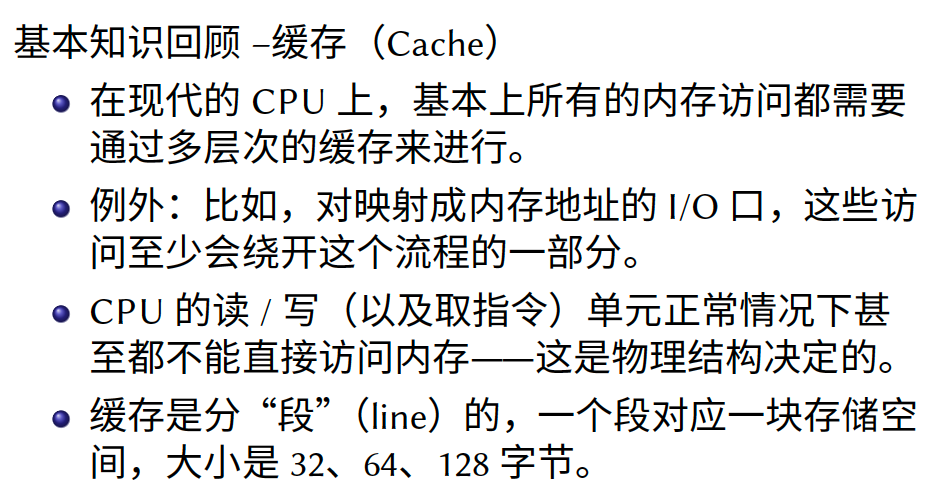 基本知识回顾 –缓存（Cache）
在现代的 CPU 上，基本上所有的内存访问都需要
通过多层次的缓存来进行。
例外：比如，对映射成内存地址的 I/O 口，这些访
问至少会绕开这个流程的一部分。
CPU 的读 / 写（以及取指令）单元正常情况下甚
至都不能直接访问内存——这是物理结构决定的。
缓存是分“段”（line）的，一个段对应一块存储空
间，大小是 32、64、128 字节。